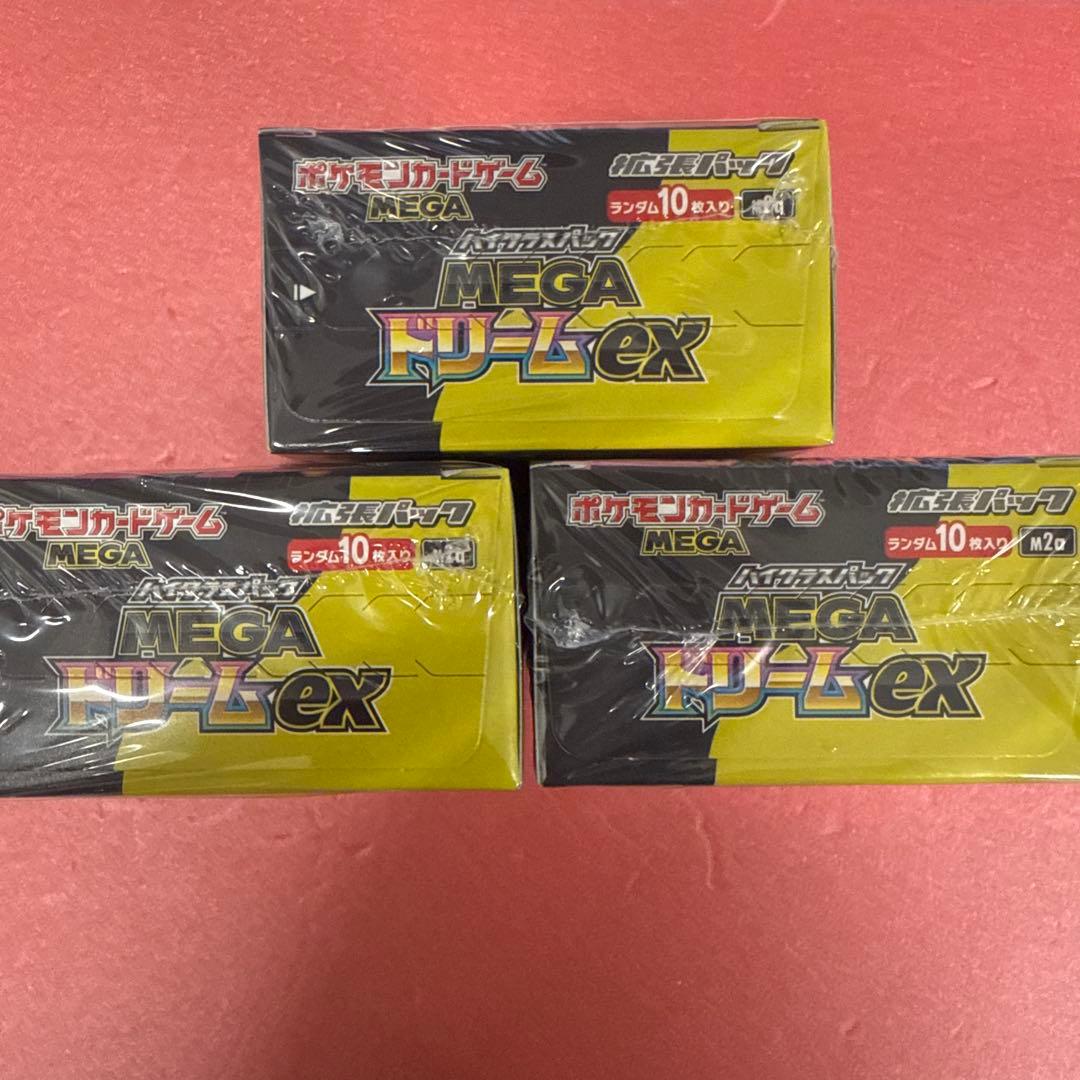 ポケモンカードゲーム
MEGA
拡張パック
ランダム10枚入り
ハイクラスパック
MEGA
ドリームex
ポケモンカードゲーム
MEGA
拡張パック
ランダム10枚入り M2a
ハイクラスパック
MEGA
ドリームex
ポケモンカードゲーム
MEGA
拡張パック
ランダム10枚入り M2a
ハイクラスパック
MEGA
ドリームex